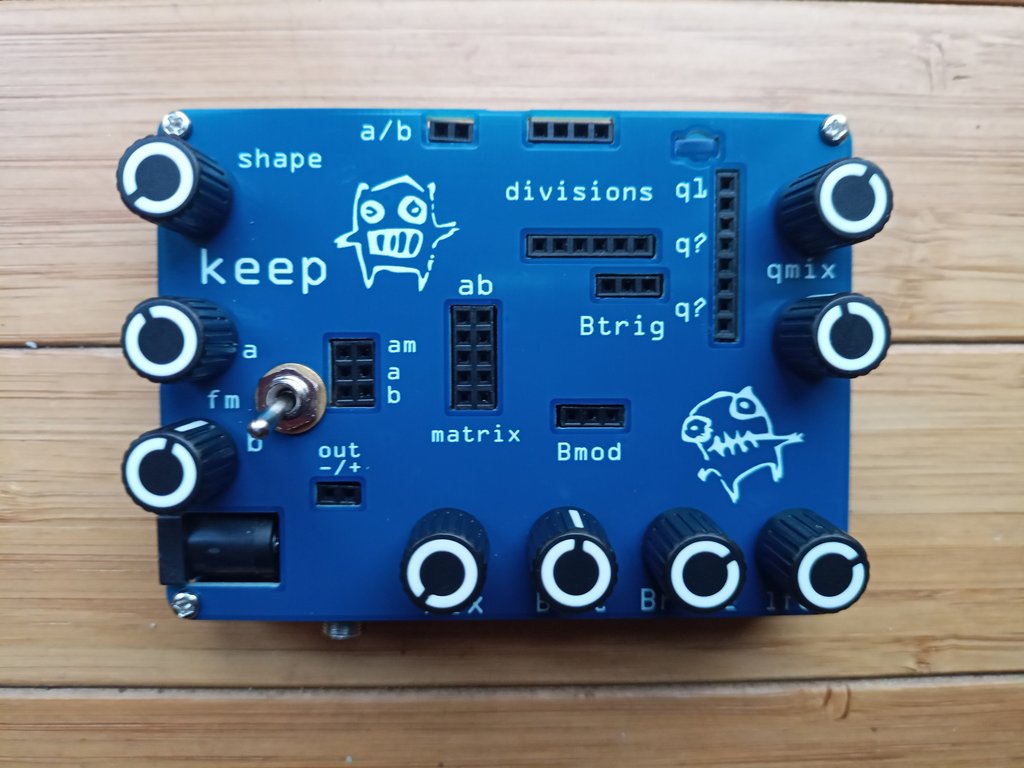 a/b
shape
divisions
q1
keep
q?
qmix
ab
Btrig
q?
a
am
a
b
fm
b
matrix
Bmod
out
-/+